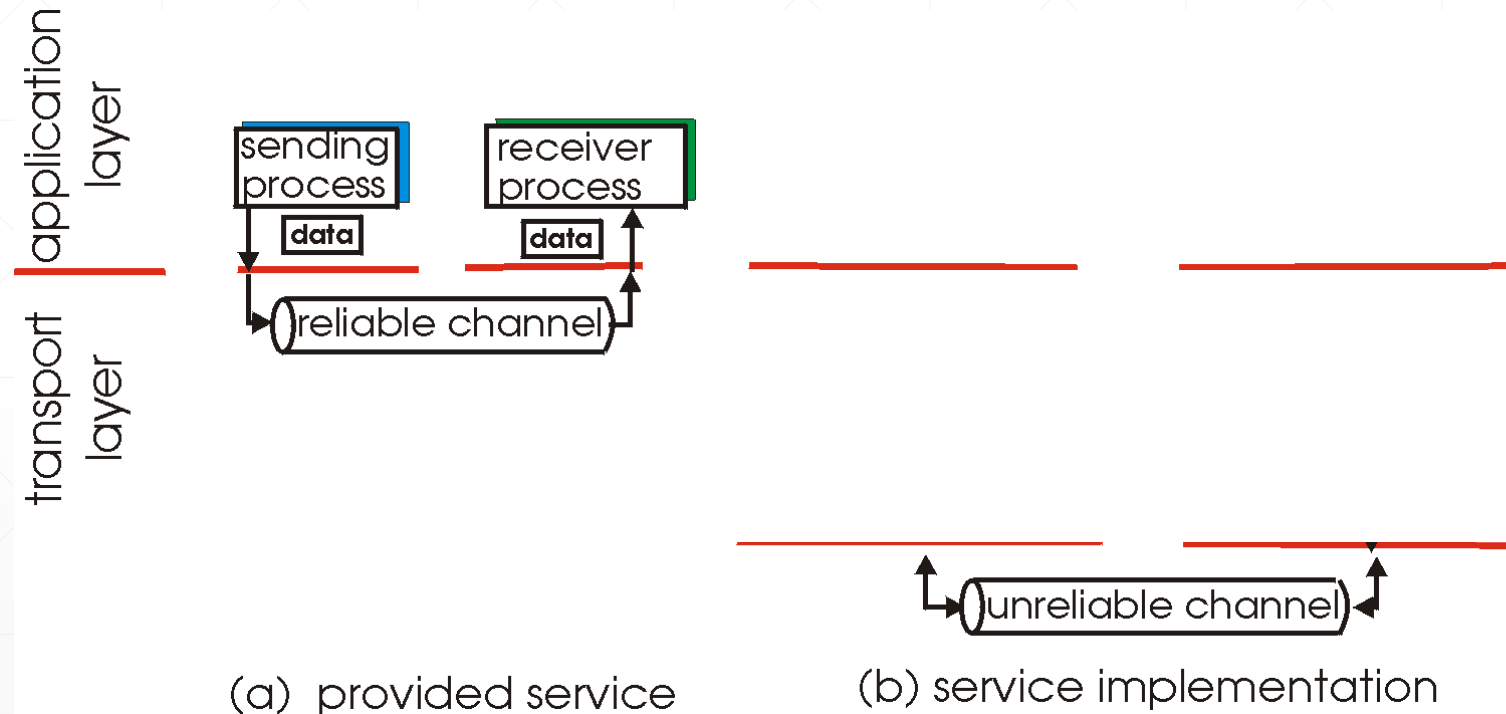 application
layer
transport
layer
sending
process
receiver
process
data
data
reliable channel
unreliable channel
(a) provided service
(b) service implementation